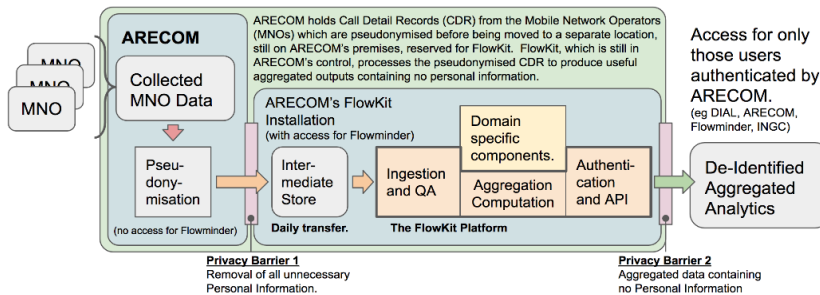 ARECOM holds Call Detail Records (CDR) from the Mobile Network Operators
(MNOs) which are pseudonymised before being moved to a separate location,
still on ARECOM's premises, reserved for FlowKit.  FlowKit, which is still in
ARECOM's control, processes the pseudonymised CDR to produce useful
aggregated outputs containing no personal information.
ARECOM
MNO
MNO
MNO
Collected
MNO Data
Pseu-
dony-
misation
(no access for Flowminder)
ARECOM's FlowKit
Installation
(with access for Flowminder)
Inter-
mediate
Store
Daily transfer.
Ingestion
and QA
Domain
specific
components.
Aggregation
Computation
Authenti-
cation
and API
The FlowKit Platform
Access for only
those users
authenticated by
ARECOM.
(eg DIAL, ARECOM,
Flowminder, INGC)
De-Identified
Aggregated
Analytics
Privacy Barrier 1
Removal of all unnecessary
Personal Information.
Privacy Barrier 2
Aggregated data containing
no Personal Information